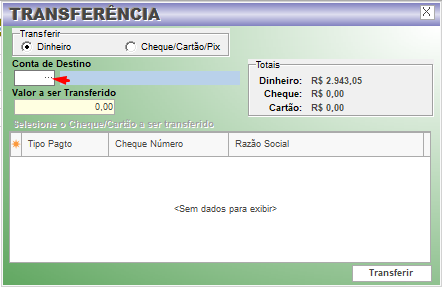 TRANSFERÊNCIA
Transferir
Dinheiro
Cheque/Cartão/Pix
Conta de Destino
...
Valor a ser Transferido
0,00
Totais
Dinheiro: R$ 2.943,05
Cheque: R$ 0,00
Cartão: R$ 0,00
Selecione o Cheque/Cartão a ser transferido
Tipo Pagto Cheque Número Razão Social
<Sem dados para exibir>
Transferir